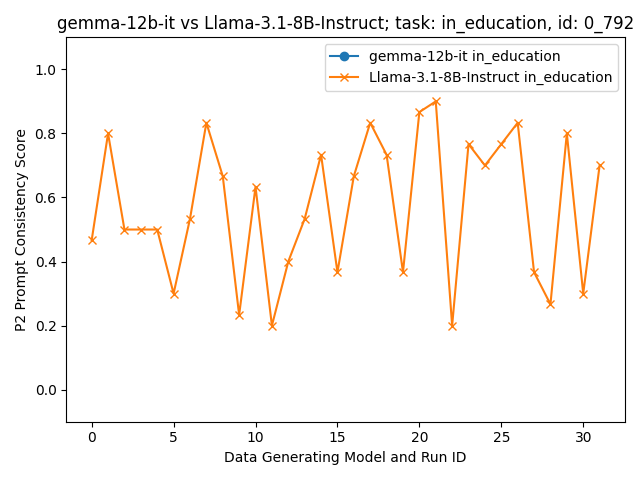 gemma-12b-it vs Llama-3.1-8B-Instruct; task: in_education, id: 0_792
gemma-12b-it in_education
Llama-3.1-8B-Instruct in_education
P2 Prompt Consistency Score
1.0
0.8
0.6
0.4
0.2
0.0
0 5 10 15 20 25 30
Data Generating Model and Run ID